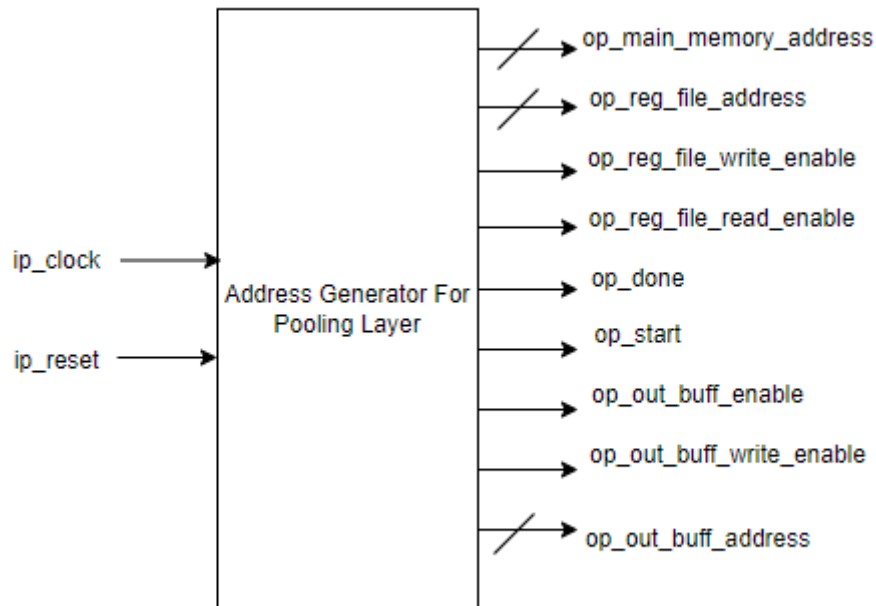 op_main_memory_address
op_reg_file_address
op_reg_file_write_enable
op_reg_file_read_enable
ip_clock
op_done
Address Generator For
Pooling Layer
op_start
ip_reset
op_out_buff_enable
op_out_buff_write_enable
op_out_buff_address